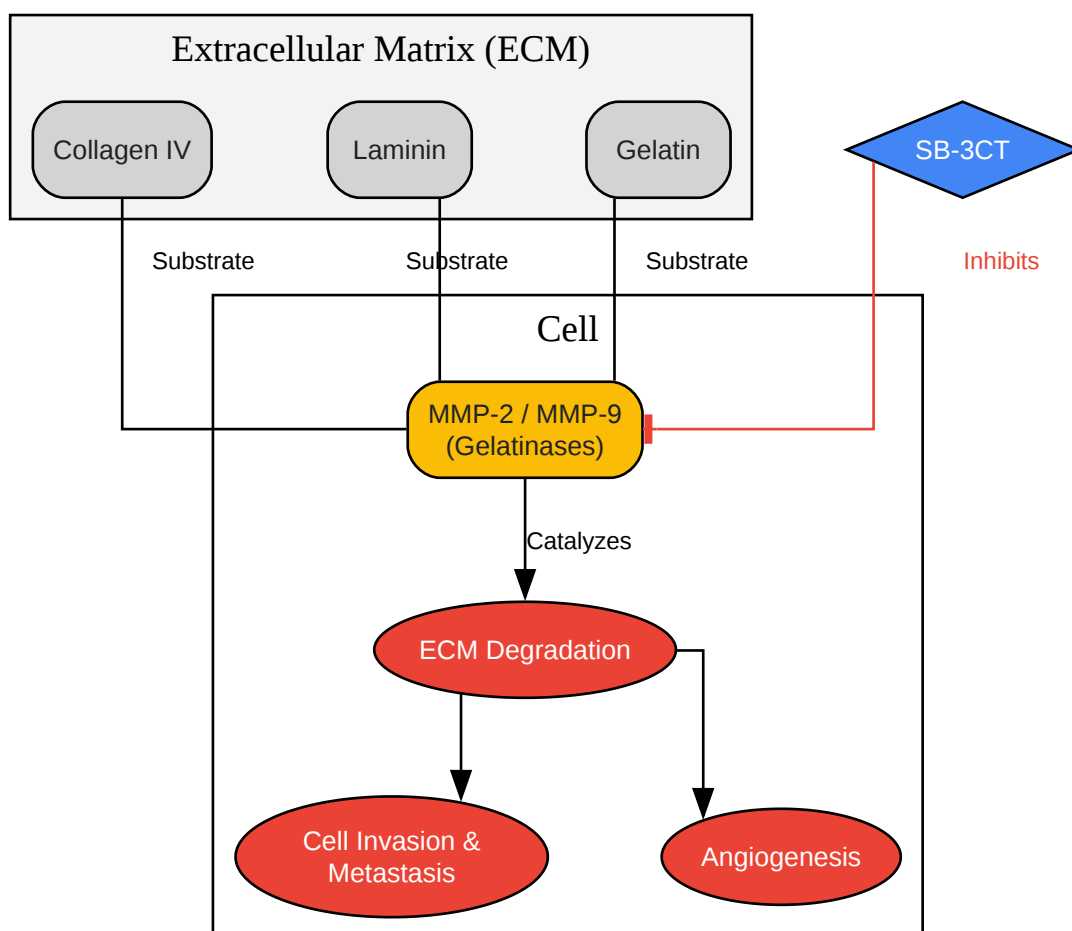 Extracellular Matrix (ECM)
Collagen IV
Laminin
Gelatin
SB-3CT
Substrate
Substrate
Substrate
Inhibits
Cell
MMP-2 / MMP-9
(Gelatinases)
Catalyzes
ECM Degradation
Cell Invasion &
Metastasis
Angiogenesis